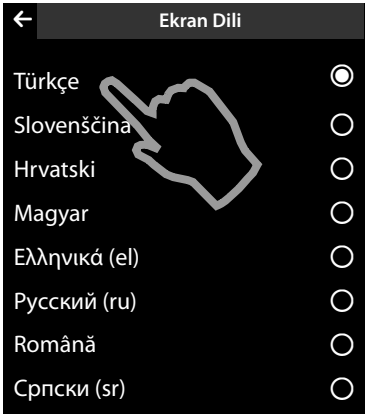 Ekran Dili
Türkçe
Slovenščina
Hrvatski
Magyar
Ελληνικά (el)
Русский (ru)
Română
Српски (sr)